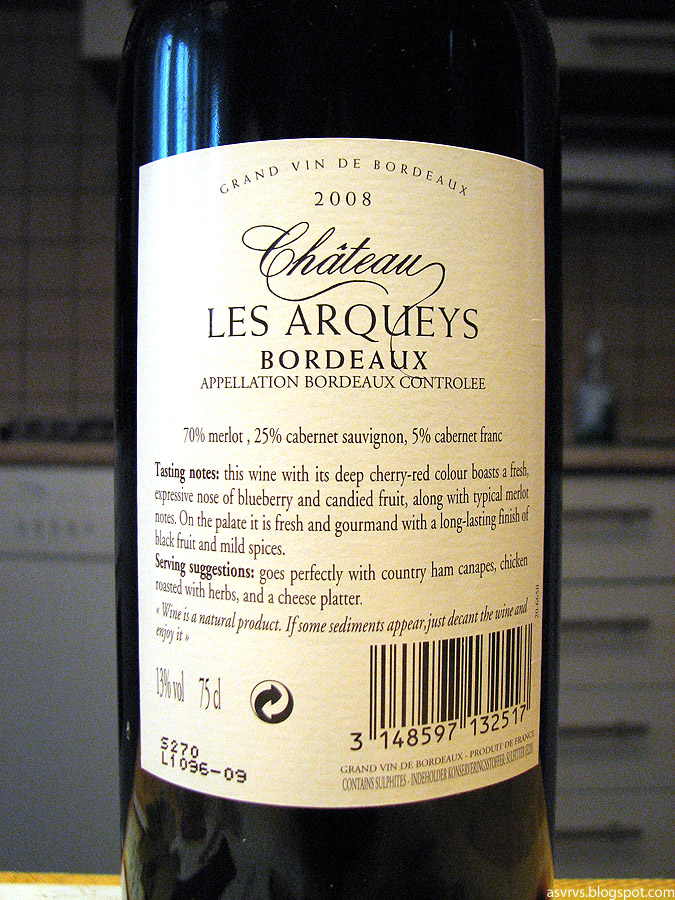 GRAND VIN DE BORDEAUX
2008
Château
LES ARQUEYS
BORDEAUX
APPELLATION BORDEAUX CONTROLEE
70% merlot , 25% cabernet sauvignon, 5% cabernet franc
Tasting notes: this wine with its deep cherry-red colour boasts a fresh,
expressive nose of blueberry and candied fruit, along with typical merlot
notes. On the palate it is fresh and gourmand with a long-lasting finish of
black fruit and mild spices.
Serving suggestions: goes perfectly with country ham canapes, chicken
roasted with herbs, and a cheese platter.
« Wine is a natural product. If some sediments appear, just decant the wine and
enjoy it »
20-6650
13% vol 75 cl
3 148597 132517
S270
L1096-09
GRAND VIN DE BORDEAUX - PRODUIT DE FRANCE
CONTAINS SULPHITES - INDEHOLDER KONSERVERINGSSTOFFER: SULFITTER (E220)
asvrvs.blogspot.com